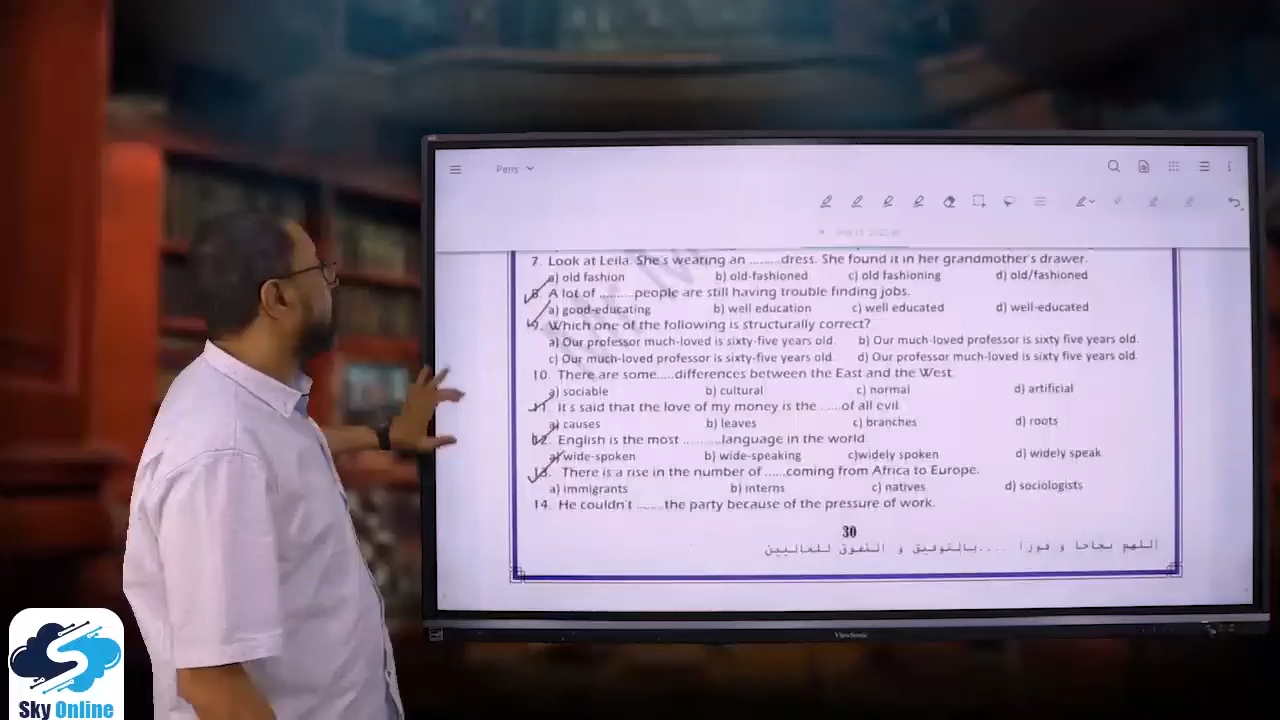 Pens
May 19, 2022
7. Look at Leila. She's wearing an .........dress. She found it in her grandmother's drawer.
a) old fashion b) old-fashioned c) old fashioning d) old/fashioned
8. A lot of ..........people are still having trouble finding jobs.
a) good-educating b) well education c) well educated d) well-educated
9. Which one of the following is structurally correct?
a) Our professor much-loved is sixty-five years old. b) Our much-loved professor is sixty five years old.
c) Our much-loved professor is sixty-five years old. d) Our professor much-loved is sixty five years old.
10. There are some.....differences between the East and the West
a) sociable b) cultural c) normal d) artificial
11. It's said that the love of my money is the ......of all evil.
a) causes b) leaves c) branches d) roots
12. English is the most ..........language in the world
a) wide-spoken b) wide-speaking c)widely spoken d) widely speak
13. There is a rise in the number of ......coming from Africa to Europe.
a) immigrants b) interns c) natives d) sociologists
14. He couldn't .......the party because of the pressure of work.
30
اللهم نجاحا و فوزا ....بالتوفيق و التفوق للغاليين
ViewSonic
Sky Online